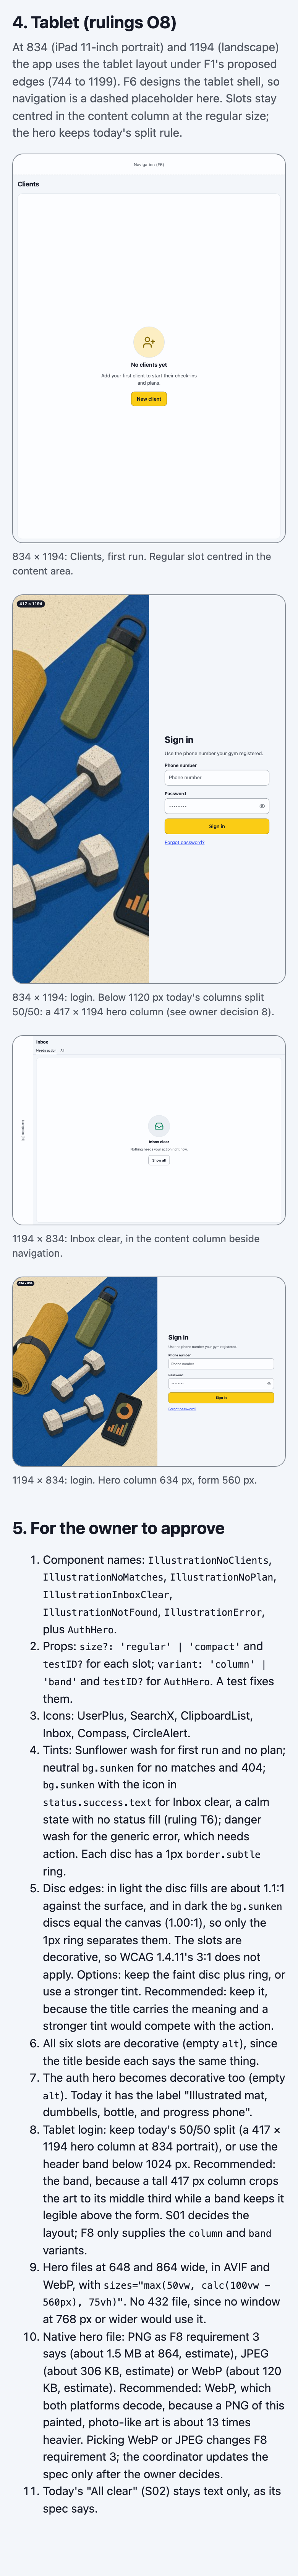 4. Tablet (rulings O8)
At 834 (iPad 11-inch portrait) and 1194 (landscape)
the app uses the tablet layout under F1's proposed
edges (744 to 1199). F6 designs the tablet shell, so
navigation is a dashed placeholder here. Slots stay
centred in the content column at the regular size;
the hero keeps today's split rule.
Navigation (F6)
Clients
No clients yet
Add your first client to start their check-ins
and plans.
New client
834 × 1194: Clients, first run. Regular slot centred in the
content area.
417 × 1194
Sign in
Use the phone number your gym registered.
Phone number
Phone number
Password
Sign in
Forgot password?
834 × 1194: login. Below 1120 px today's columns split
50/50: a 417 × 1194 hero column (see owner decision 8).
Inbox
Needs action All
Navigation (F6)
Inbox clear
Nothing needs your action right now.
Show all
1194 × 834: Inbox clear, in the content column beside
navigation.
634 × 834
Sign in
Use the phone number your gym registered.
Phone number
Phone number
Password
Sign in
Forgot password?
1194 × 834: login. Hero column 634 px, form 560 px.
5. For the owner to approve
1. Component names: IllustrationNoClients,
IllustrationNoMatches, IllustrationNoPlan,
IllustrationInboxClear,
IllustrationNotFound, IllustrationError,
plus AuthHero.
2. Props: size?: 'regular' | 'compact' and
testID? for each slot; variant: 'column' |
'band' and testID? for AuthHero. A test fixes
them.
3. Icons: UserPlus, SearchX, ClipboardList,
Inbox, Compass, CircleAlert.
4. Tints: Sunflower wash for first run and no plan;
neutral bg.sunken for no matches and 404;
bg.sunken with the icon in
status.success.text for Inbox clear, a calm
state with no status fill (ruling T6); danger
wash for the generic error, which needs
action. Each disc has a 1px border.subtle
ring.
5. Disc edges: in light the disc fills are about 1.1:1
against the surface, and in dark the bg.sunken
discs equal the canvas (1.00:1), so only the
1px ring separates them. The slots are
decorative, so WCAG 1.4.11's 3:1 does not
apply. Options: keep the faint disc plus ring, or
use a stronger tint. Recommended: keep it,
because the title carries the meaning and a
stronger tint would compete with the action.
6. All six slots are decorative (empty alt), since
the title beside each says the same thing.
7. The auth hero becomes decorative too (empty
alt). Today it has the label "Illustrated mat,
dumbbells, bottle, and progress phone".
8. Tablet login: keep today's 50/50 split (a 417 ×
1194 hero column at 834 portrait), or use the
header band below 1024 px. Recommended:
the band, because a tall 417 px column crops
the art to its middle third while a band keeps it
legible above the form. S01 decides the
layout; F8 only supplies the column and band
variants.
9. Hero files at 648 and 864 wide, in AVIF and
WebP, with sizes="max(50vw, calc(100vw −
560px), 75vh)". No 432 file, since no window
at 768 px or wider would use it.
10. Native hero file: PNG as F8 requirement 3
says (about 1.5 MB at 864, estimate), JPEG
(about 306 KB, estimate) or WebP (about 120
KB, estimate). Recommended: WebP, which
both platforms decode, because a PNG of this
painted, photo-like art is about 13 times
heavier. Picking WebP or JPEG changes F8
requirement 3; the coordinator updates the
spec only after the owner decides.
11. Today's "All clear" (S02) stays text only, as its
spec says.